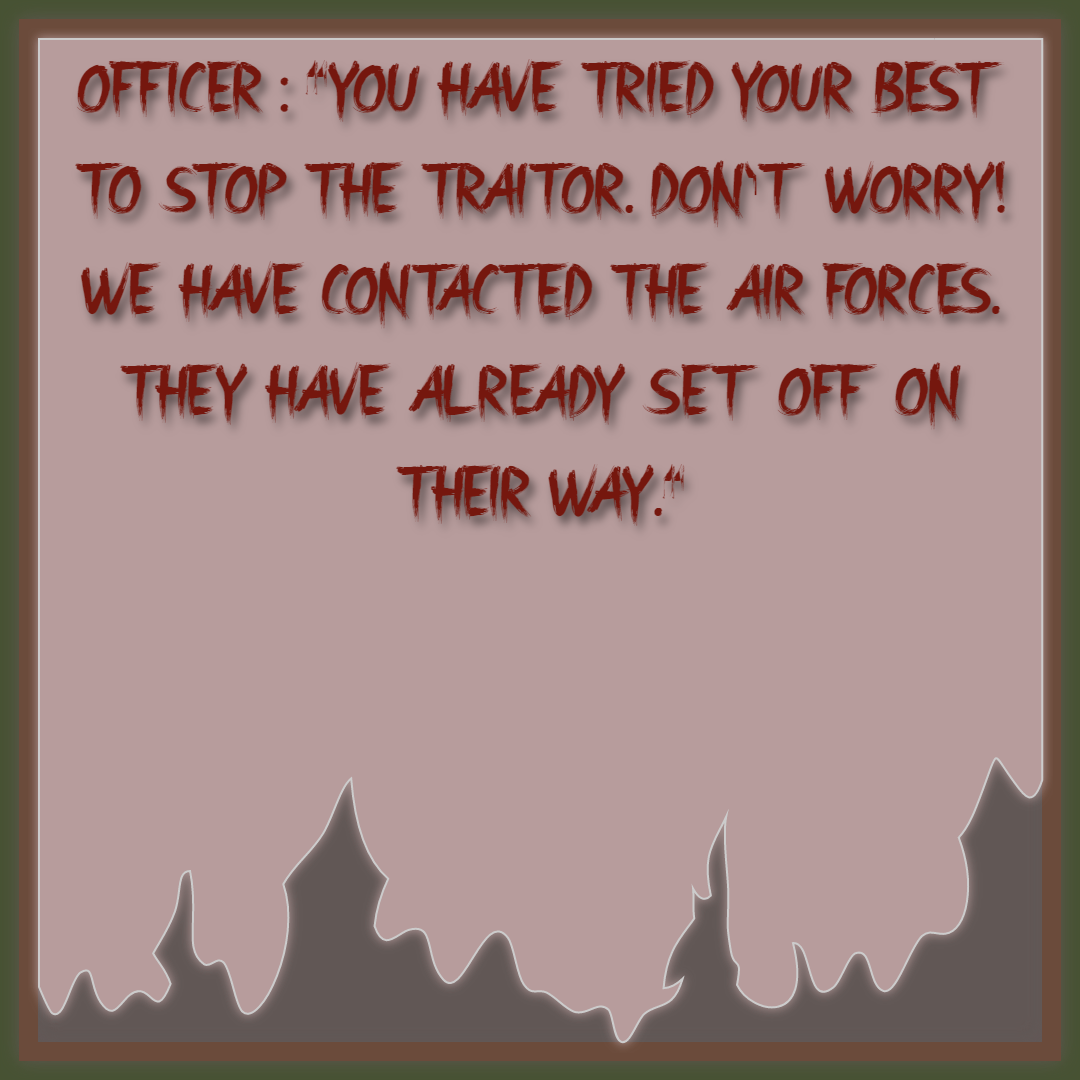 OFFICER : "YOU HAVE TRIED YOUR BEST
TO STOP THE TRAITOR. DON'T WORRY!
WE HAVE CONTACTED THE AIR FORCES.
THEY HAVE ALREADY SET OFF ON
THEIR WAY."